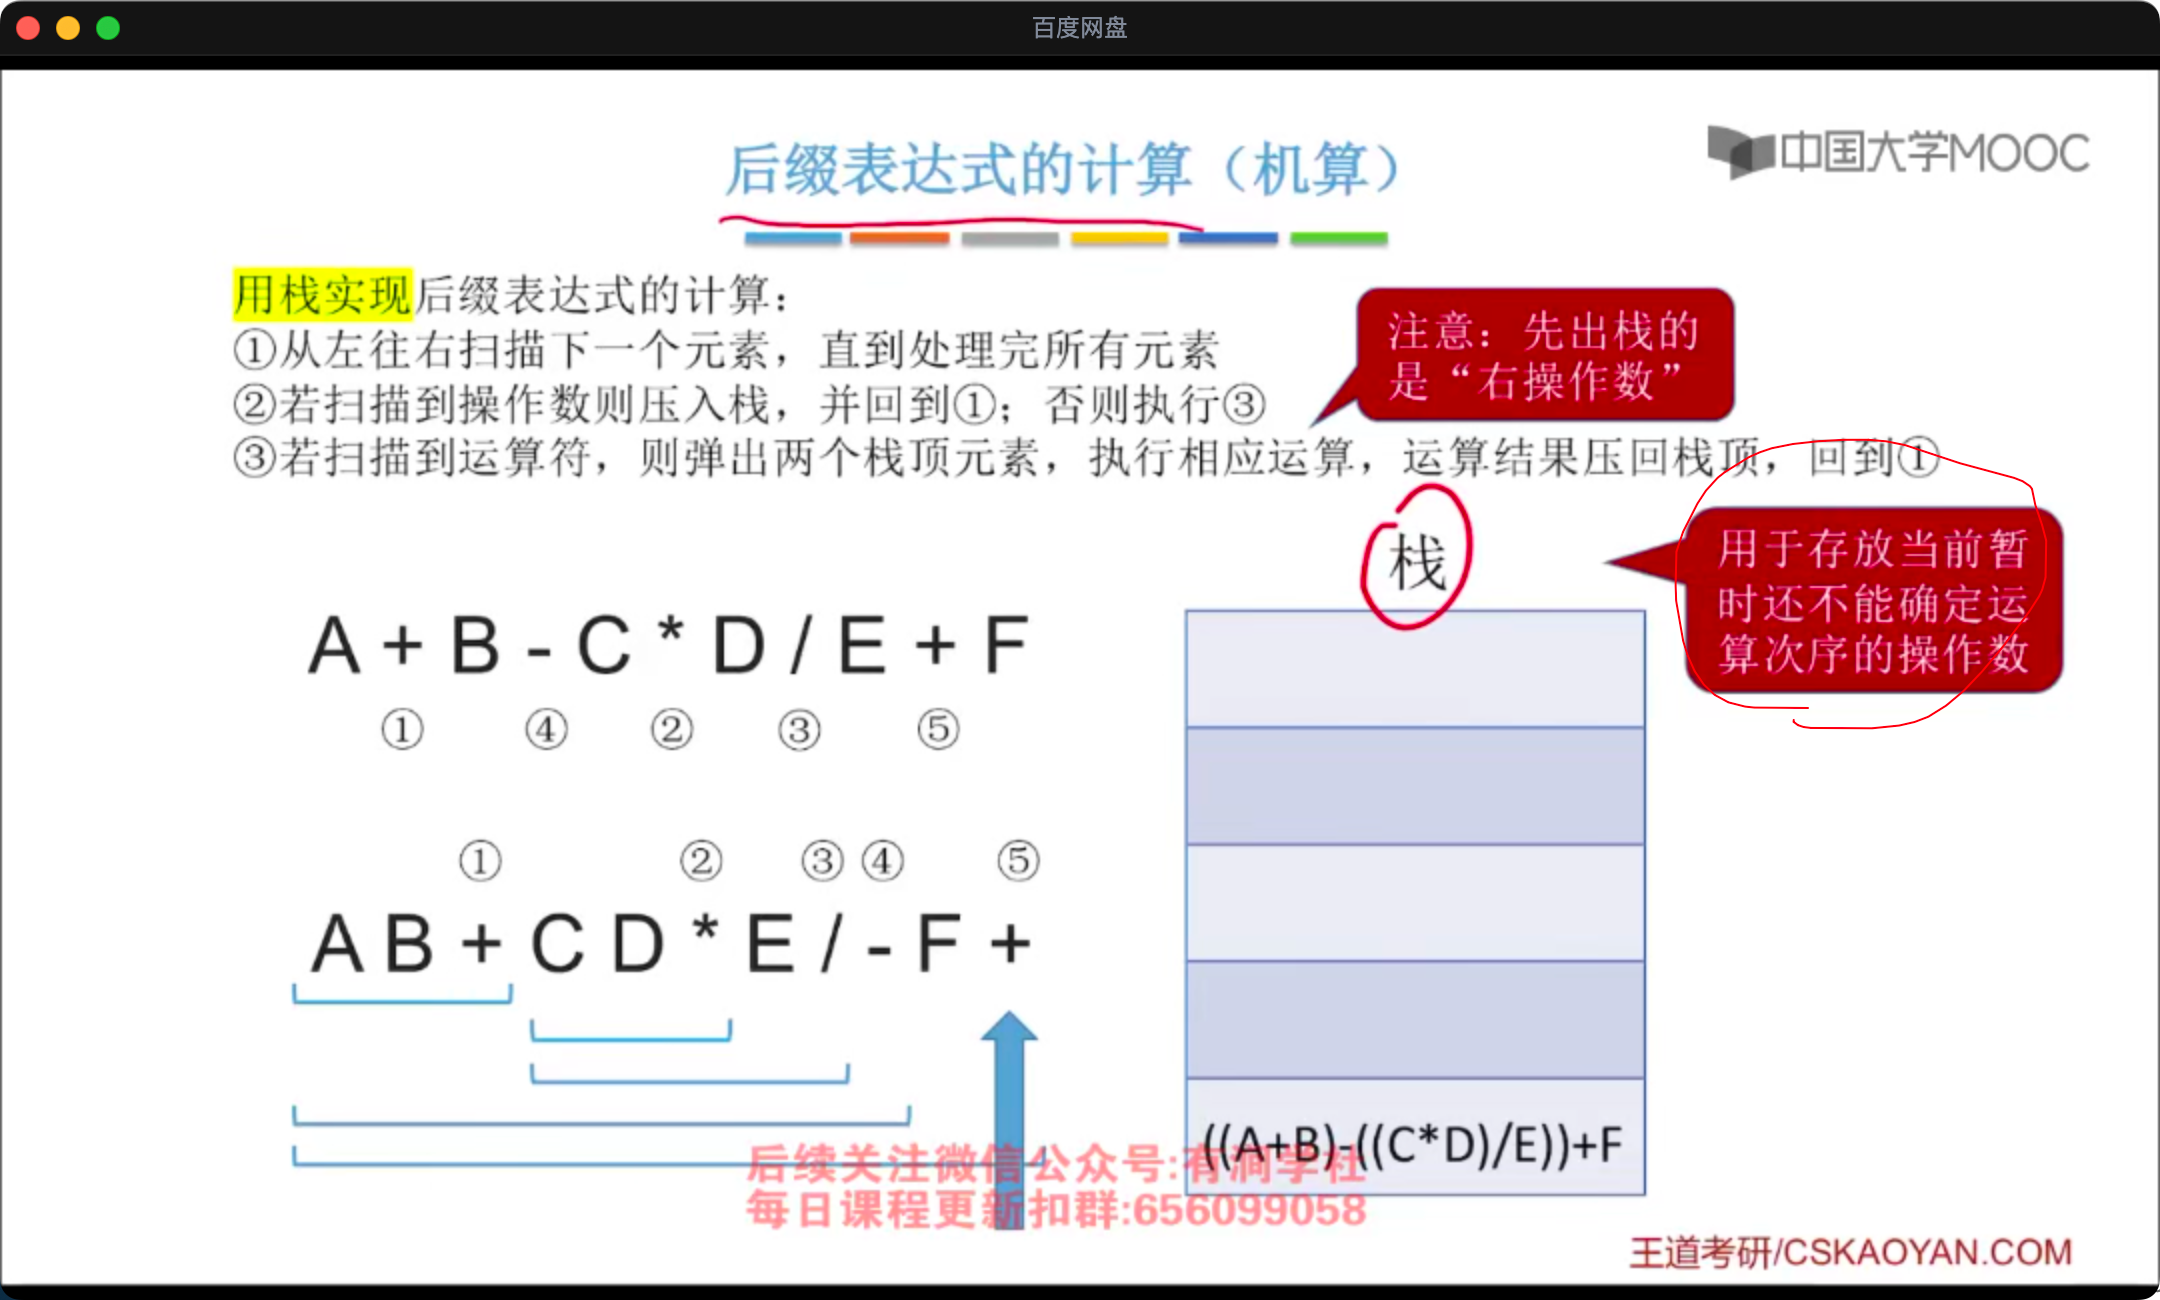 百度网盘
中国大学MOOC
后缀表达式的计算（机算）
用栈实现后缀表达式的计算：
①从左往右扫描下一个元素，直到处理完所有元素
②若扫描到操作数则压入栈，并回到①；否则执行③
③若扫描到运算符，则弹出两个栈顶元素，执行相应运算，运算结果压回栈顶，回到①
注意：先出栈的
是“右操作数”
栈
用于存放当前暂
时还不能确定运
算次序的操作数
A + B - C * D / E + F
① ④ ② ③ ⑤
① ② ③ ④ ⑤
A B + C D * E / - F +
((A+B)-((C*D)/E))+F
后续关注微信公众号:有涧学社
每日课程更新扣群:656099058
王道考研/CSKAOYAN.COM